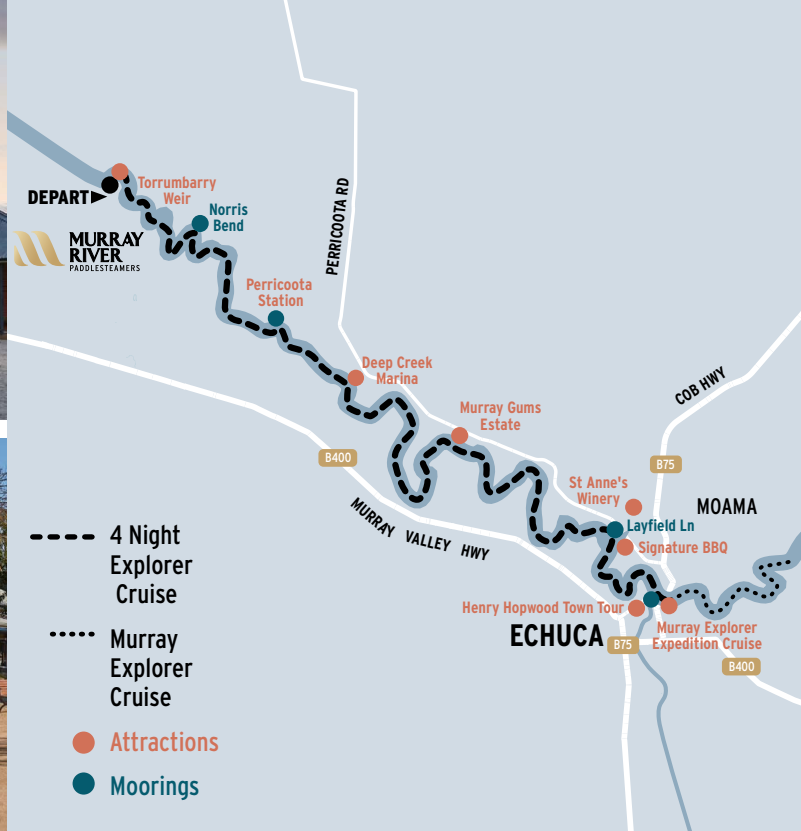 Torrumbarry
Weir
DEPART
Norris
Bend
MURRAY
RIVER
PADDLESTEAMERS
PERRICOOTA RD
Perricoota
Station
Deep Creek
Marina
COB HWY
Murray Gums
Estate
B400
B75
St Anne's
Winery
MOAMA
MURRAY VALLEY HWY
Layfield Ln
Signature BBQ
Henry Hopwood Town Tour
Murray Explorer
Expedition Cruise
ECHUCA
B75
B400
4 Night
Explorer
Cruise
Murray
Explorer
Cruise
Attractions
Moorings